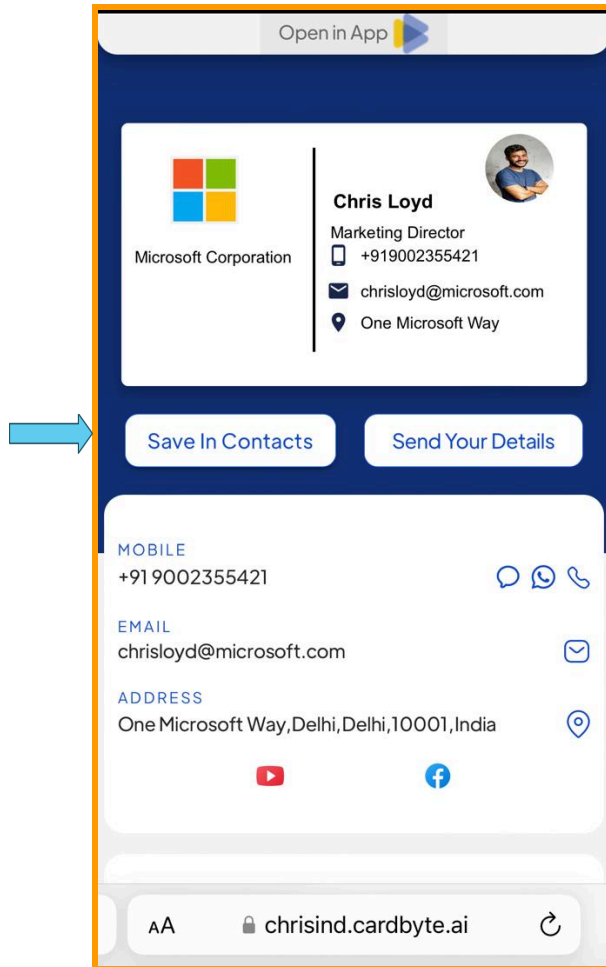 Open in App
Microsoft Corporation
Chris Loyd
Marketing Director
+919002355421
chrisloyd@microsoft.com
One Microsoft Way
Save In Contacts
Send Your Details
MOBILE
+91 9002355421
EMAIL
chrisloyd@microsoft.com
ADDRESS
One Microsoft Way,Delhi,Delhi,10001,India
AA
chrisind.cardbyte.ai